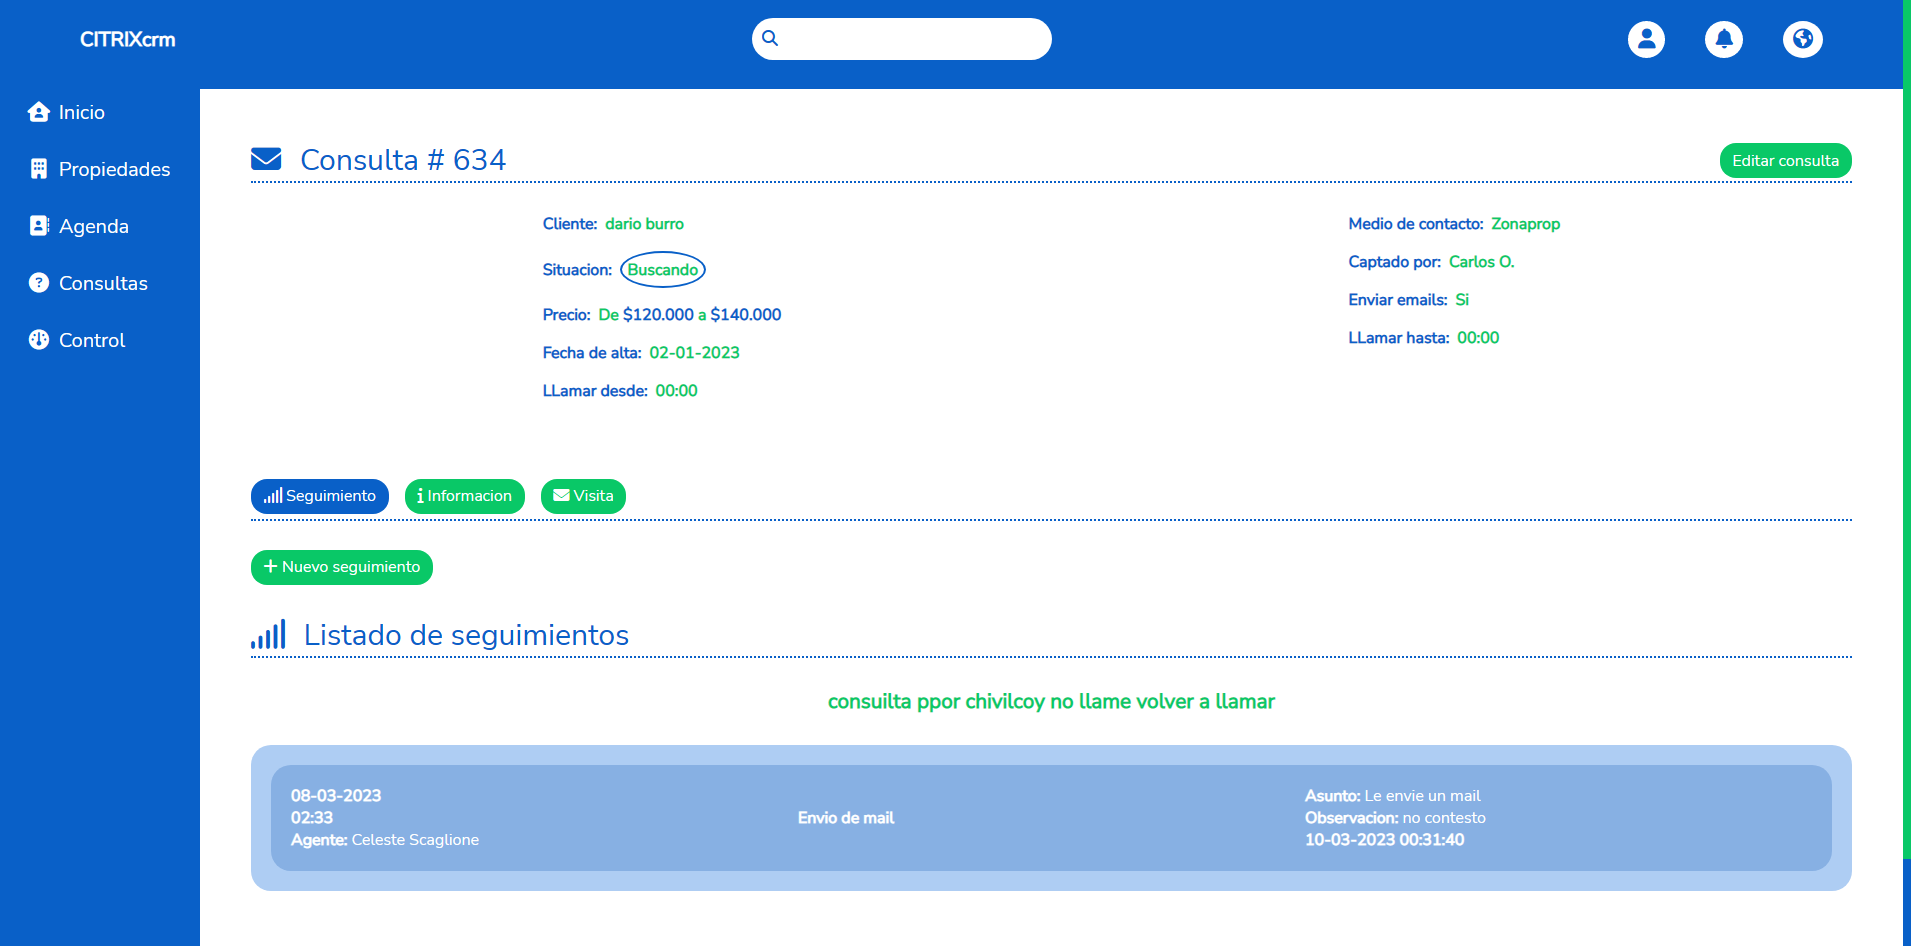 CITRIXcrm
Inicio
Propiedades
Agenda
Consultas
Control
Consulta # 634
Editar consulta
Cliente: dario burro
Situacion: Buscando
Precio: De $120.000 a $140.000
Fecha de alta: 02-01-2023
LLamar desde: 00:00
Medio de contacto: Zonaprop
Captado por: Carlos O.
Enviar emails: Si
LLamar hasta: 00:00
Seguimiento
Informacion
Visita
Nuevo seguimiento
Listado de seguimientos
consuilta ppor chivilcoy no llame volver a llamar
08-03-2023
02:33
Agente: Celeste Scaglione
Envio de mail
Asunto: Le envie un mail
Observacion: no contesto
10-03-2023 00:31:40